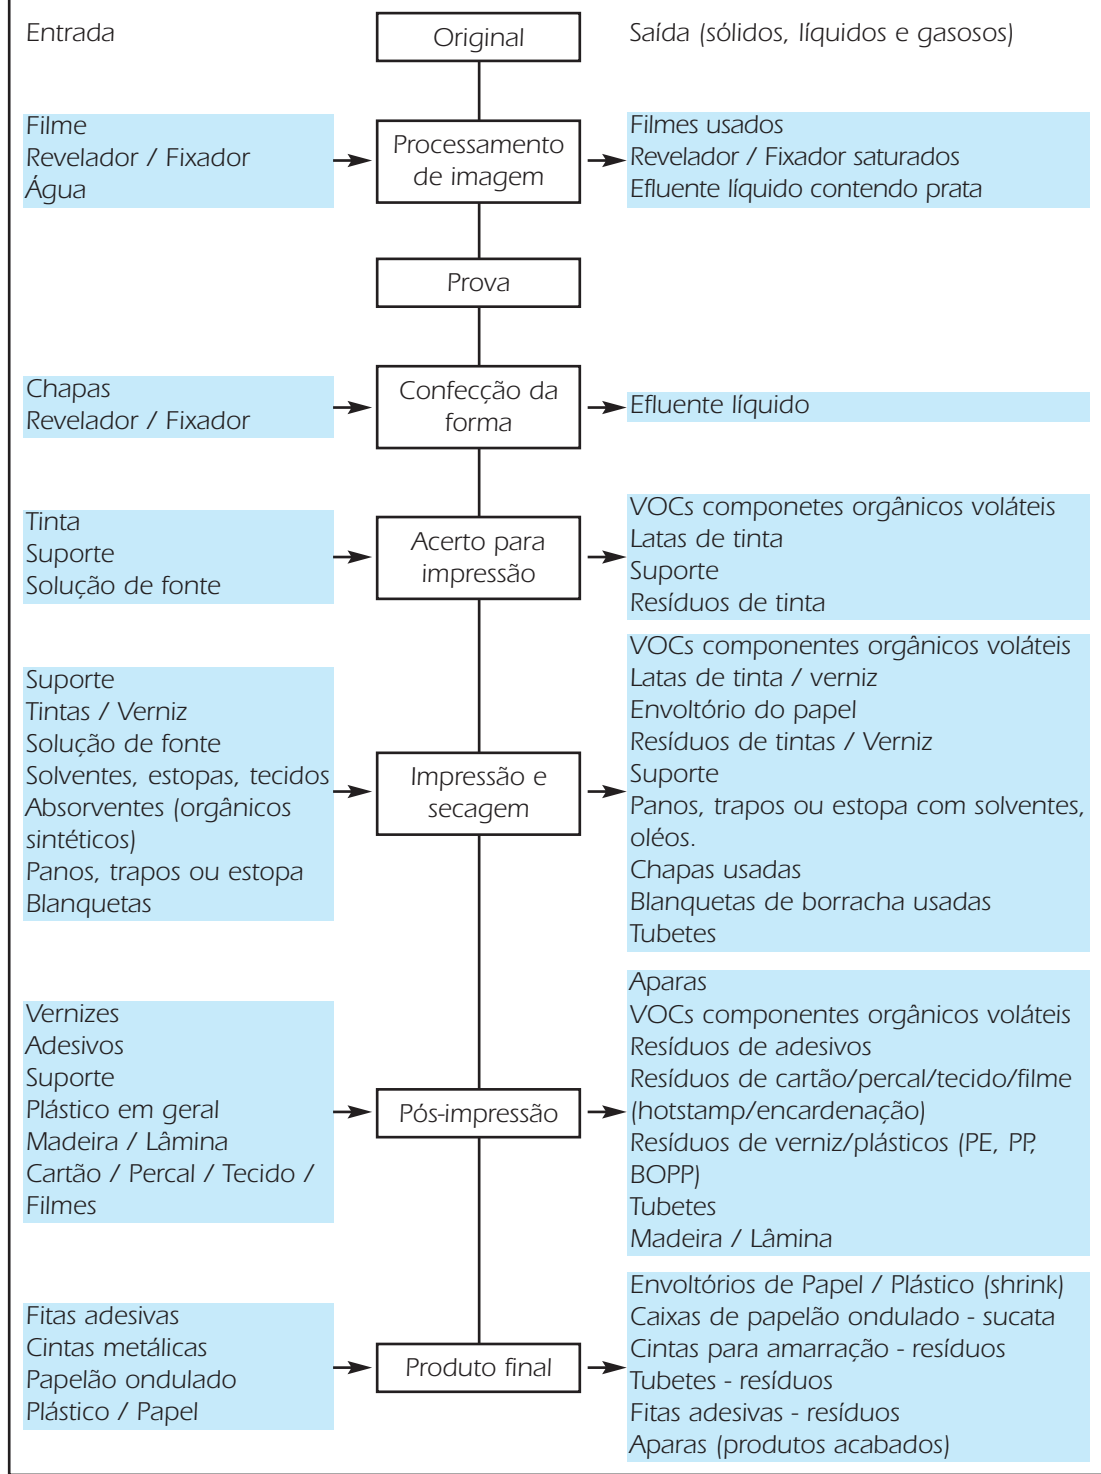 Entrada
Original
Saída (sólidos, líquidos e gasosos)
Filme
Revelador / Fixador
Água
Processamento
de imagem
Filmes usados
Revelador / Fixador saturados
Efluente líquido contendo prata
Prova
Chapas
Revelador / Fixador
Confecção da
forma
Efluente líquido
Tinta
Suporte
Solução de fonte
Acerto para
impressão
VOCs componetes orgânicos voláteis
Latas de tinta
Suporte
Resíduos de tinta
Suporte
Tintas / Verniz
Solução de fonte
Solventes, estopas, tecidos
Absorventes (orgânicos
sintéticos)
Panos, trapos ou estopa
Blanquetas
Impressão e
secagem
VOCs componentes orgânicos voláteis
Latas de tinta / verniz
Envoltório do papel
Resíduos de tintas / Verniz
Suporte
Panos, trapos ou estopa com solventes,
oléos.
Chapas usadas
Blanquetas de borracha usadas
Tubetes
Vernizes
Adesivos
Suporte
Plástico em geral
Madeira / Lâmina
Cartão / Percal / Tecido /
Filmes
Pós-impressão
Aparas
VOCs componentes orgânicos voláteis
Resíduos de adesivos
Resíduos de cartão/percal/tecido/filme
(hotstamp/encardenação)
Resíduos de verniz/plásticos (PE, PP,
BOPP)
Tubetes
Madeira / Lâmina
Fitas adesivas
Cintas metálicas
Papelão ondulado
Plástico / Papel
Produto final
Envoltórios de Papel / Plástico (shrink)
Caixas de papelão ondulado - sucata
Cintas para amarração - resíduos
Tubetes - resíduos
Fitas adesivas - resíduos
Aparas (produtos acabados)